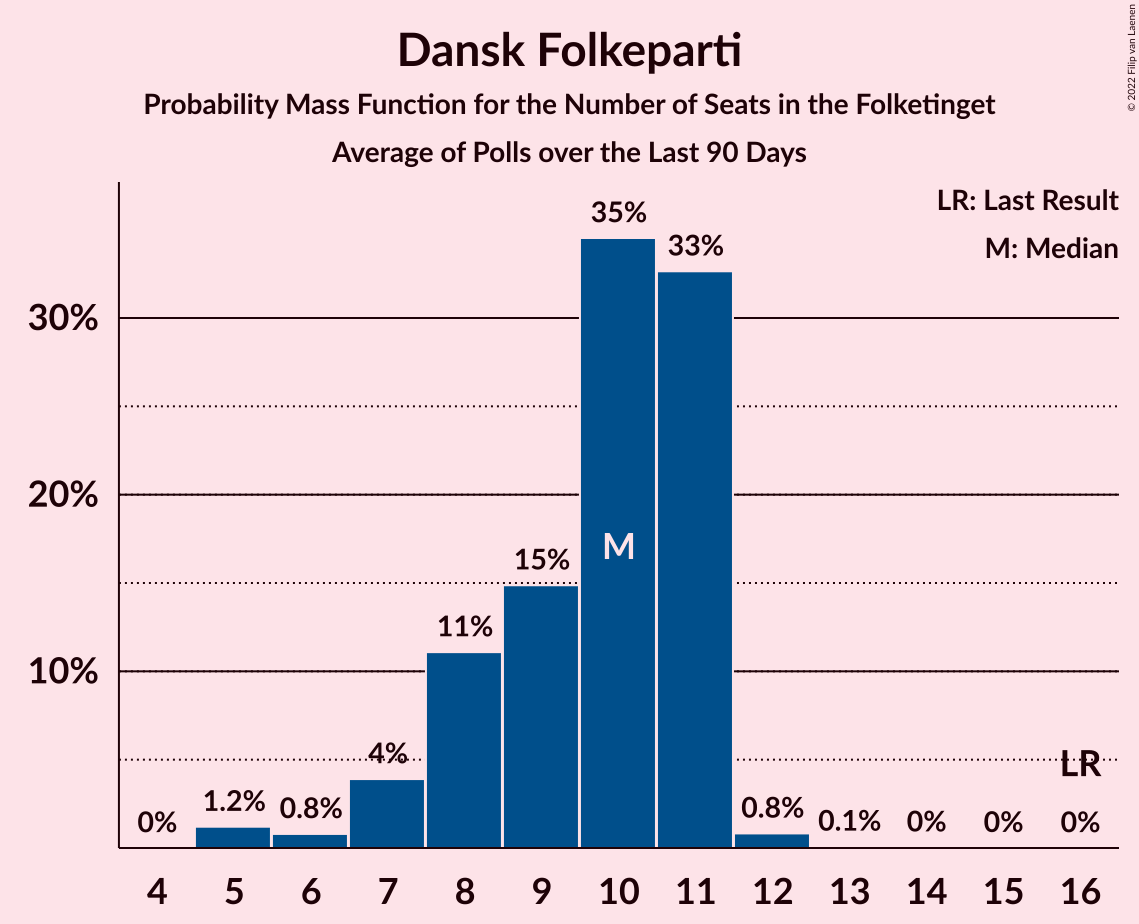 Dansk Folkeparti
Probability Mass Function for the Number of Seats in the Folketinget
Average of Polls over the Last 90 Days
© 2022 Filip van Laenen
LR: Last Result
M: Median
35%
33%
30%
20%
15%
M
11%
10%
4%
LR
0%
1.2%
0.8%
0.8%
0.1%
0%
0%
0%
4 5 6 7 8 9 10 11 12 13 14 15 16